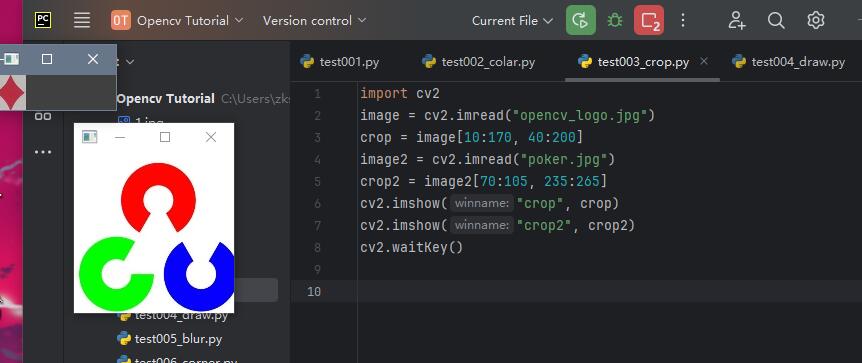 PC
OT Opencv Tutorial Version control Current File 2
test001.py test002_colar.py test003_crop.py test004_draw.py
Opencv Tutorial C:\Users\zks
1 import cv2
2 image = cv2.imread("opencv_logo.jpg")
3 crop = image[10:170, 40:200]
4 image2 = cv2.imread("poker.jpg")
5 crop2 = image2[70:105, 235:265]
6 cv2.imshow( winname: "crop", crop)
7 cv2.imshow( winname: "crop2", crop2)
8 cv2.waitKey()
9
10
test004_draw.py
test005_blur.py
test006_corner.py